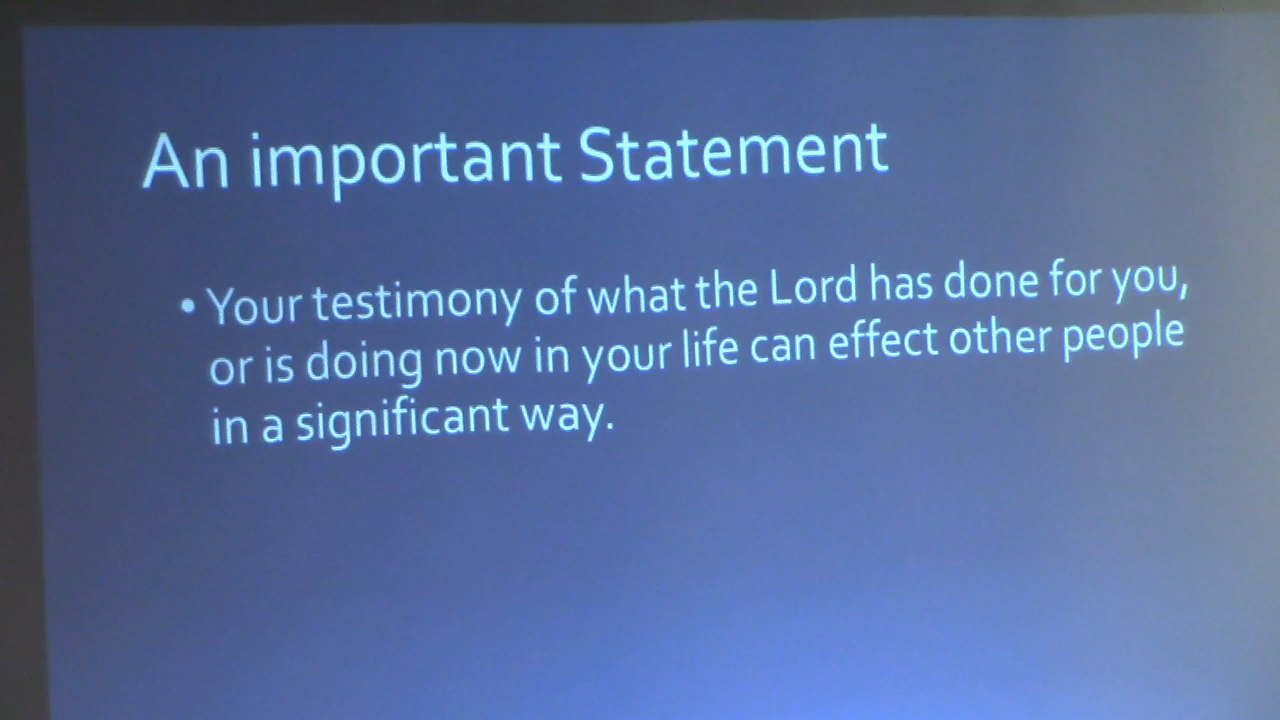 An important Statement
• Your testimony of what the Lord has done for you,
or is doing now in your life can effect other people
in a significant way.